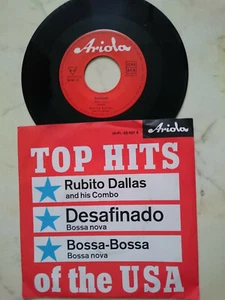 Ariola
Ariola
TOP HITS
Rubito Dallas
and his Combo
Desafinado
Bossa nova
Bossa-Bossa
Bossa nova
of the USA